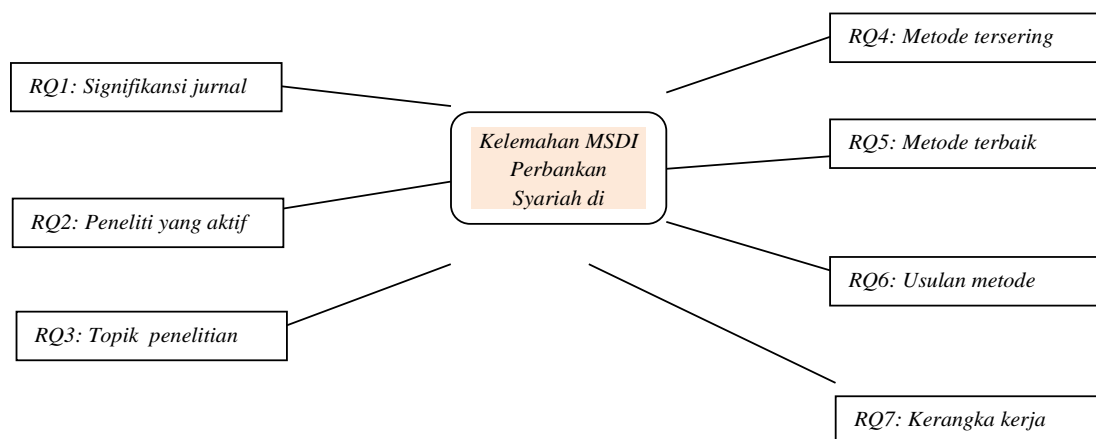 RQ4: Metode tersering
RQ1: Signifikansi jurnal
Kelemahan MSDI
Perbankan
Syariah di
RQ5: Metode terbaik
RQ2: Peneliti yang aktif
RQ6: Usulan metode
RQ3: Topik penelitian
RQ7: Kerangka kerja